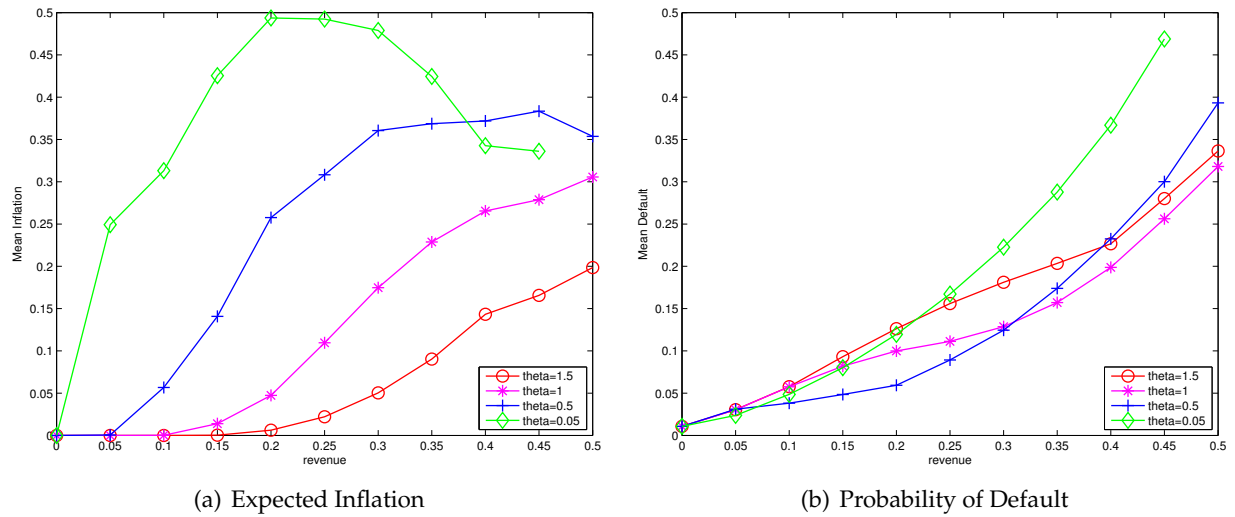 0.5
0.45
0.4
0.35
0.3
0.25
0.2
0.15
0.1
0.05
0
Mean Inflation
0 0.05 0.1 0.15 0.2 0.25 0.3 0.35 0.4 0.45 0.5
revenue
theta=1.5
theta=1
theta=0.5
theta=0.05
(a) Expected Inflation
0.5
0.45
0.4
0.35
0.3
0.25
0.2
0.15
0.1
0.05
0
Mean Default
0 0.05 0.1 0.15 0.2 0.25 0.3 0.35 0.4 0.45 0.5
revenue
theta=1.5
theta=1
theta=0.5
theta=0.05
(b) Probability of Default